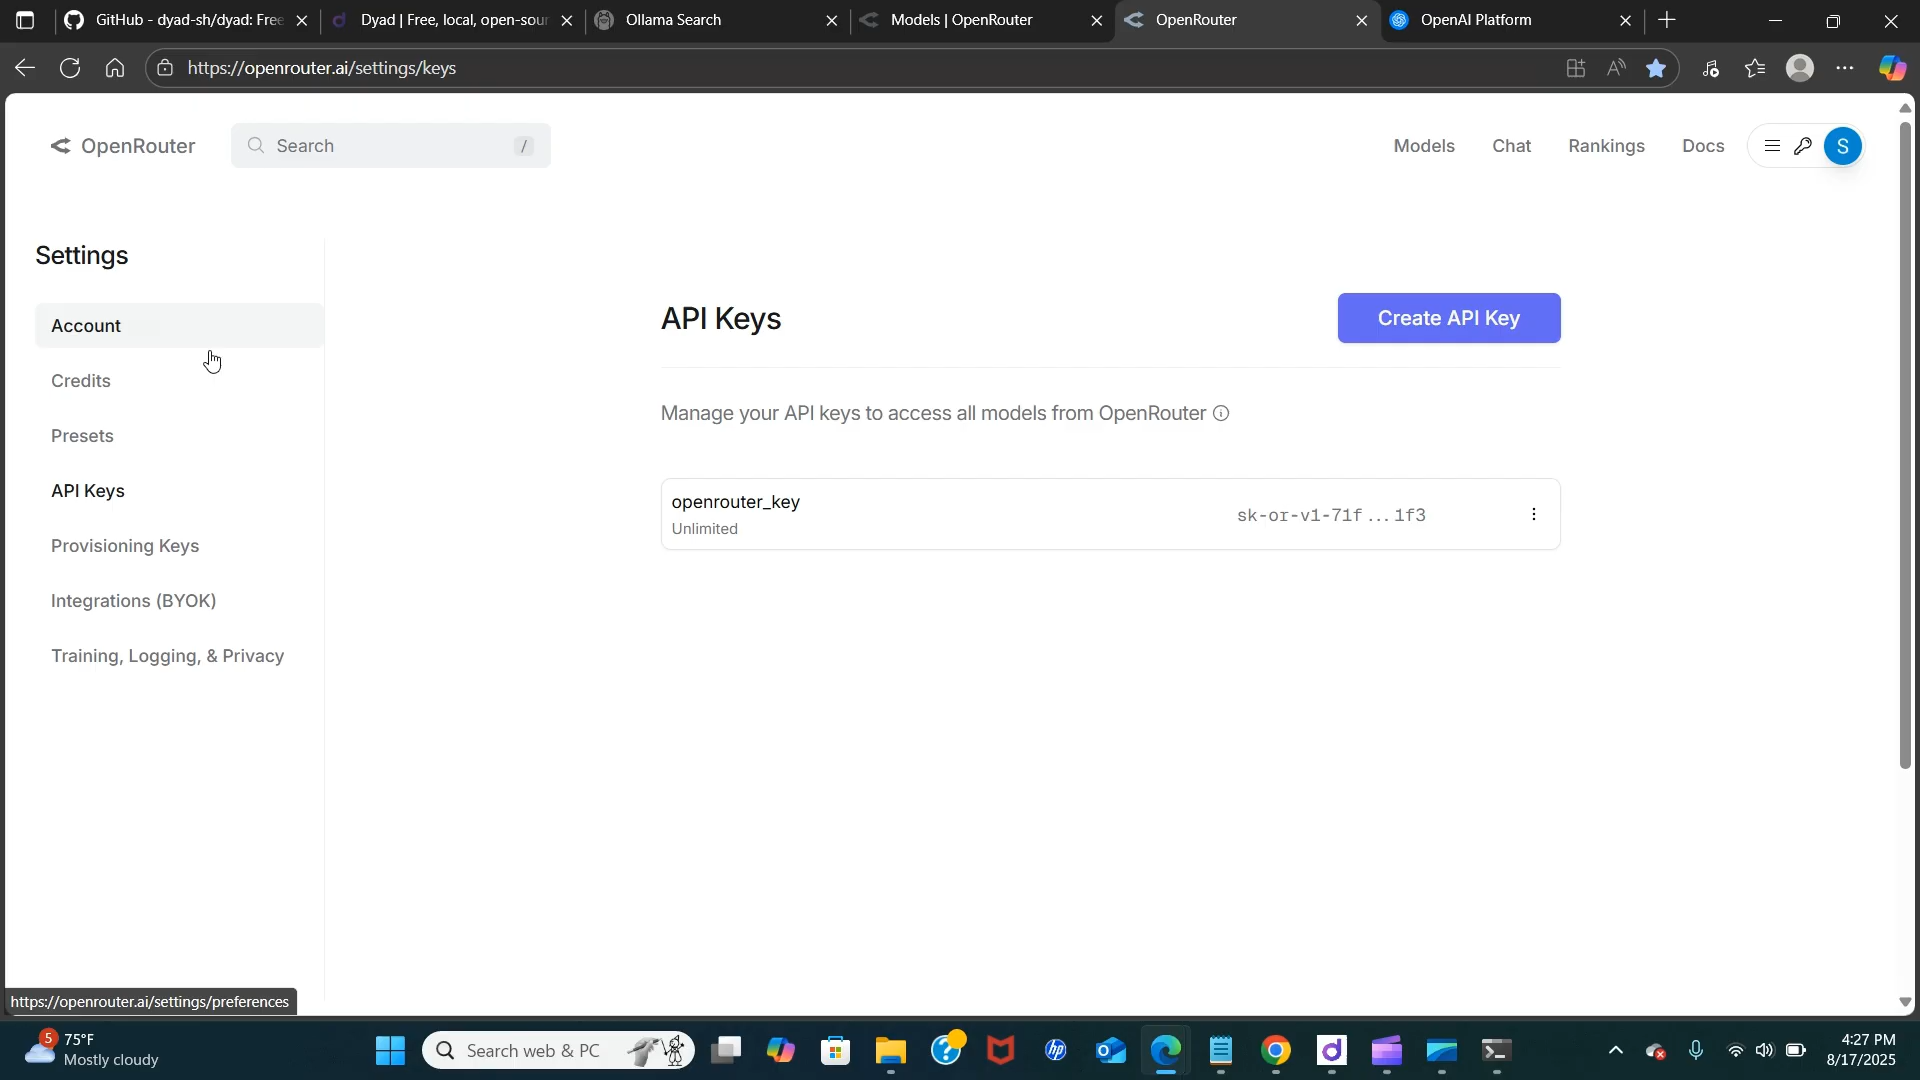 GitHub - dyad-sh/dyad: Free
Dyad | Free, local, open-sour
Ollama Search
Models | OpenRouter
OpenRouter
OpenAI Platform
https://openrouter.ai/settings/keys
OpenRouter
Search
/
Models
Chat
Rankings
Docs
S
Settings
Account
Credits
Presets
API Keys
Provisioning Keys
Integrations (BYOK)
Training, Logging, & Privacy
API Keys
Create API Key
Manage your API keys to access all models from OpenRouter
openrouter_key
Unlimited
sk-or-v1-71f...1f3
https://openrouter.ai/settings/preferences
5
75°F
Mostly cloudy
Search web & PC
4:27 PM
8/17/2025